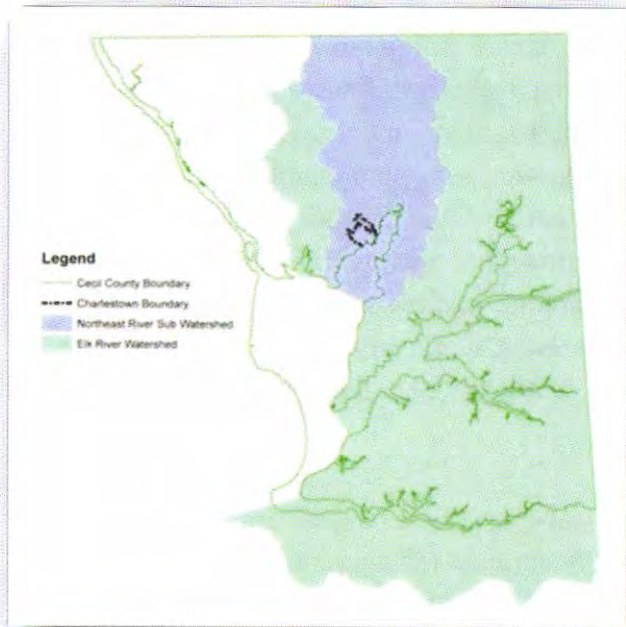 Legend
Cecil County Boundary
Charlestown Boundary
Northeast River Sub Watershed
Elk River Watershed